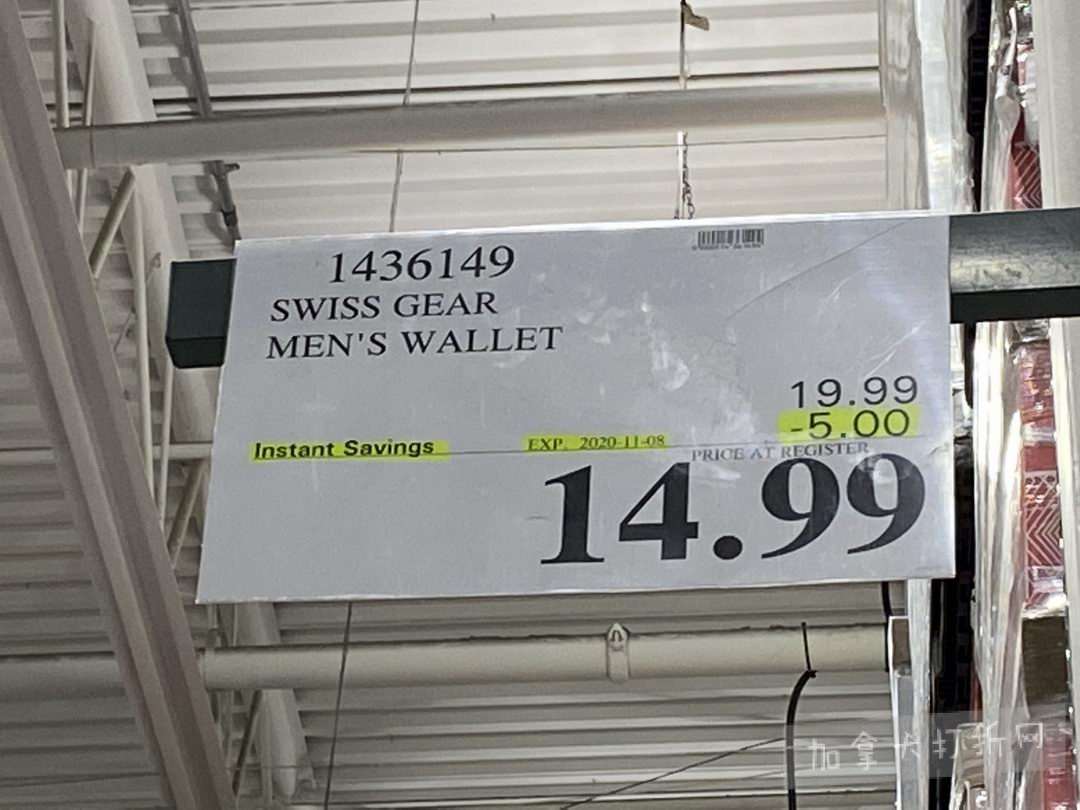 1436149
SWISS GEAR
MEN'S WALLET
19.99
-5.00
Instant Savings EXP. 2020-11-08 PRICE AT REGISTER
14.99
加拿大打折网